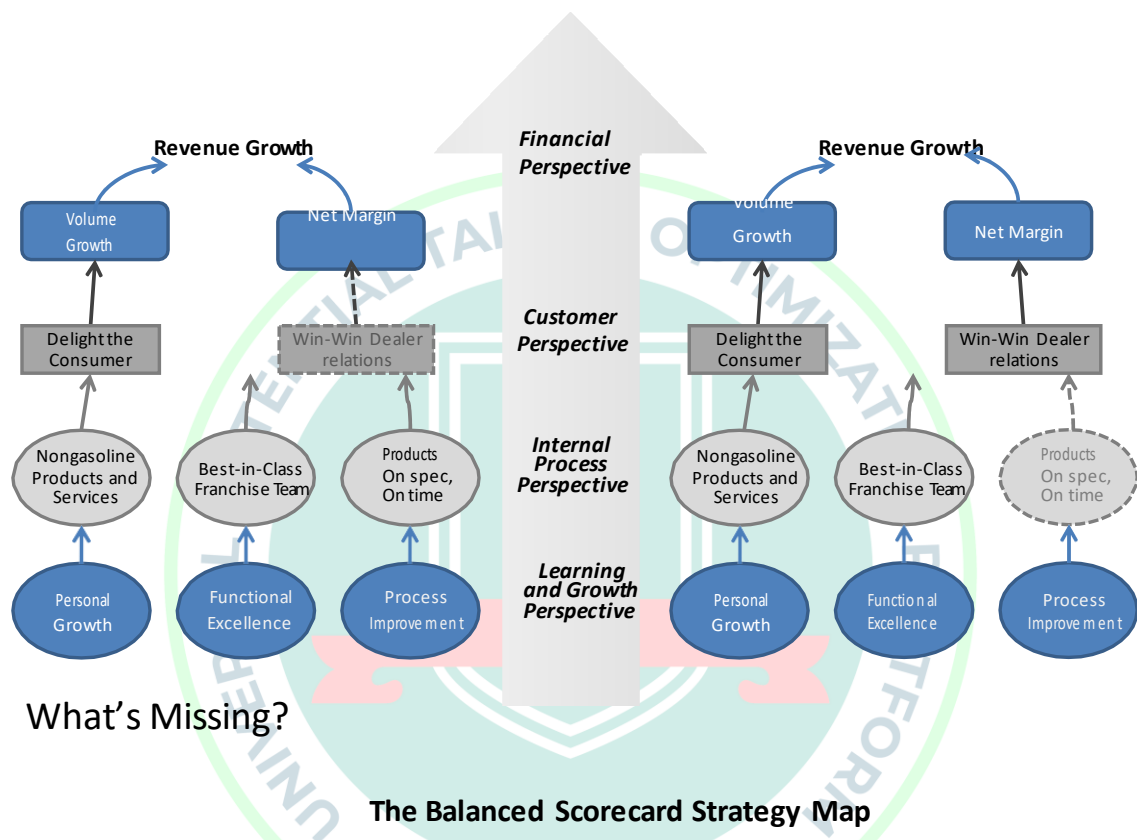 Financial
Perspective
Revenue Growth
Revenue Growth
Volume
Growth
Net Margin
Volume
Growth
Net Margin
Customer
Perspective
Delight the
Consumer
Win-Win Dealer
relations
Delight the
Consumer
Win-Win Dealer
relations
Internal
Process
Perspective
Nongasoline
Products and
Services
Best-in-Class
Franchise Team
Products
On spec,
On time
Nongasoline
Products and
Services
Best-in-Class
Franchise Team
Products
On spec,
On time
Learning
and Growth
Perspective
Personal
Growth
Functional
Excellence
Process
Improvement
Personal
Growth
Functional
Excellence
Process
Improvement
What's Missing?
The Balanced Scorecard Strategy Map